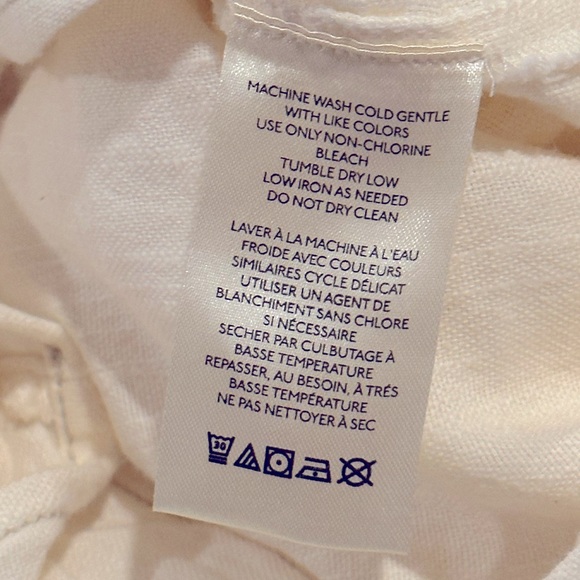 MACHINE WASH COLD GENTLE
WITH LIKE COLORS
USE ONLY NON-CHLORINE
BLEACH
TUMBLE DRY LOW
LOW IRON AS NEEDED
DO NOT DRY CLEAN
LAVER À LA MACHINE À L'EAU
FROIDE AVEC COULEURS
SIMILAIRES CYCLE DÉLICAT
UTILISER UN AGENT DE
BLANCHIMENT SANS CHLORE
SI NÉCESSAIRE
SECHER PAR CULBUTAGE À
BASSE TEMPERATURE
REPASSER, AU BESOIN, À TRÉS
BASSE TEMPÉRATURE
NE PAS NETTOYER À SEC
30